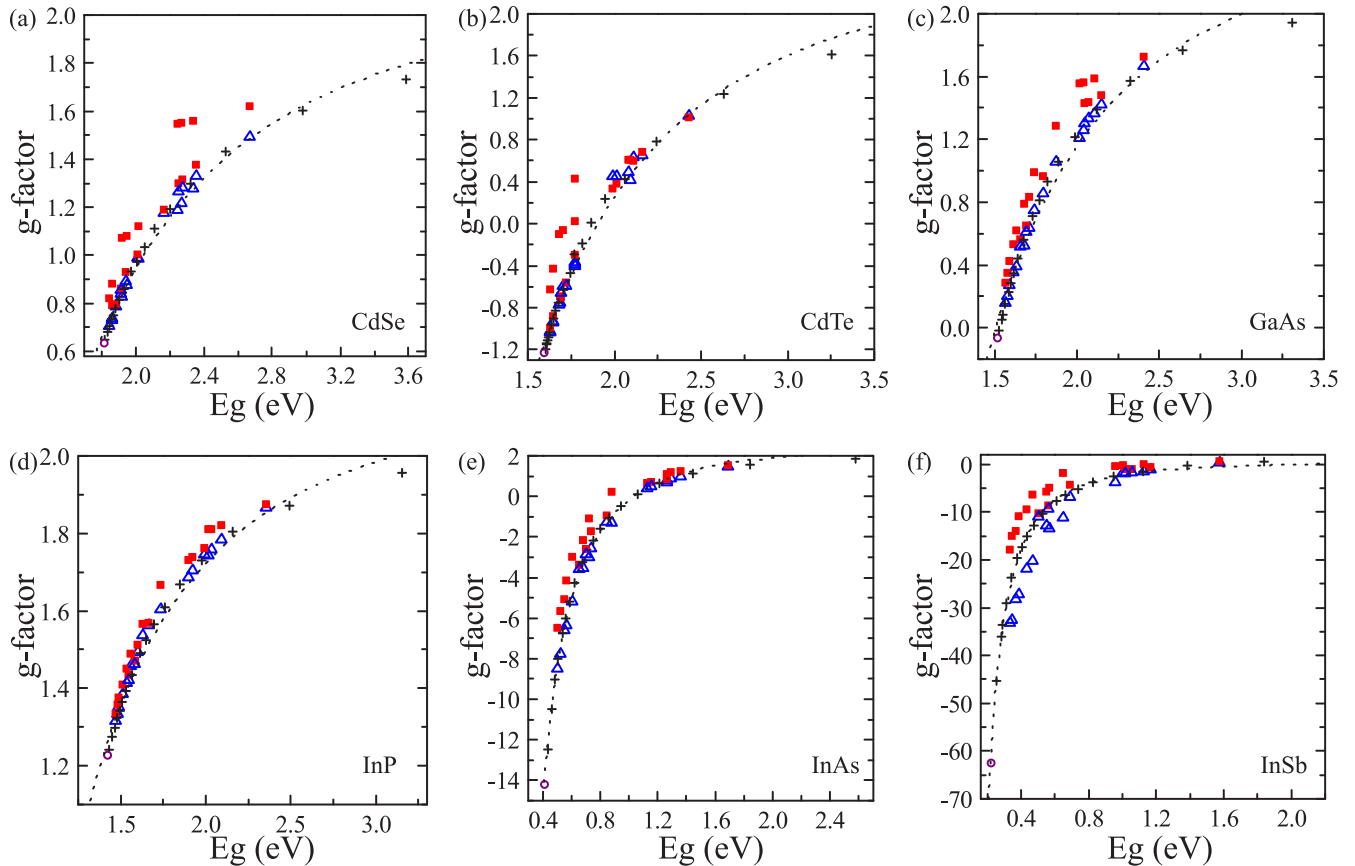 (a)
g-factor
2.0
1.8
1.6
1.4
1.2
1.0
0.8
0.6
CdSe
2.0 2.4 2.8 3.2 3.6
Eg (eV)
(b)
g-factor
2.0
1.6
1.2
0.8
0.4
0.0
-0.4
-0.8
-1.2
CdTe
1.5 2.0 2.5 3.0 3.5
Eg (eV)
(c)
g-factor
2.0
1.6
1.2
0.8
0.4
0.0
GaAs
1.5 2.0 2.5 3.0 3.5
Eg (eV)
(d)
g-factor
2.0
1.8
1.6
1.4
1.2
InP
1.5 2.0 2.5 3.0
Eg (eV)
(e)
g-factor
2
0
-2
-4
-6
-8
-10
-12
-14
InAs
0.4 0.8 1.2 1.6 2.0 2.4
Eg (eV)
(f)
g-factor
0
-10
-20
-30
-40
-50
-60
-70
InSb
0.4 0.8 1.2 1.6 2.0
Eg (eV)